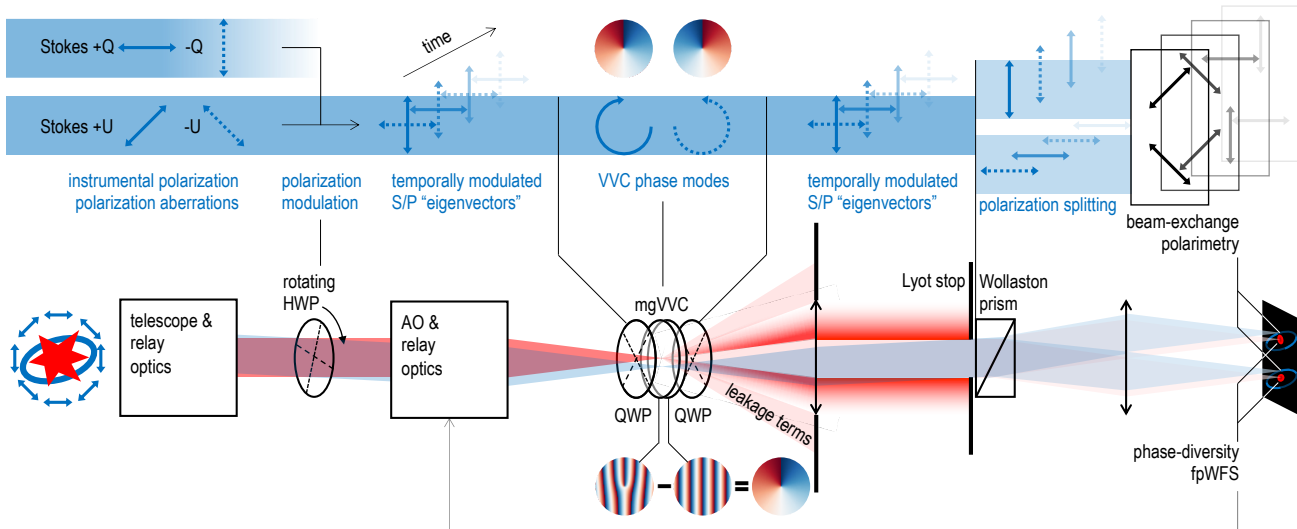 Stokes +Q
-Q
time
Stokes +U
-U
instrumental polarization
polarization aberrations
polarization
modulation
temporally modulated
S/P “eigenvectors”
VVC phase modes
temporally modulated
S/P “eigenvectors”
polarization splitting
beam-exchange
polarimetry
rotating
HWP
mgVVC
Lyot stop
Wollaston
prism
telescope &
relay
optics
AO &
relay
optics
QWP
QWP
leakage terms
phase-diversity
fpWFS